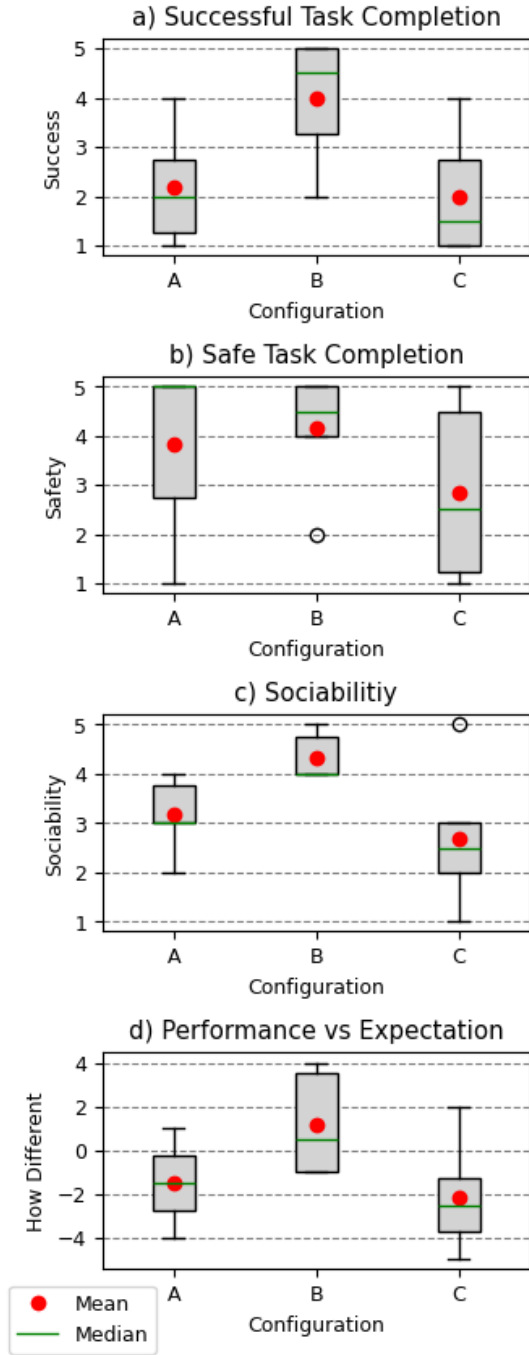 a) Successful Task Completion
5
4
3
2
1
Success
A B C
Configuration
b) Safe Task Completion
5
4
3
2
1
Safety
A B C
Configuration
c) Sociabilitiy
5
4
3
2
1
Sociability
A B C
Configuration
d) Performance vs Expectation
4
2
0
−2
−4
How Different
A B C
Configuration
Mean
Median